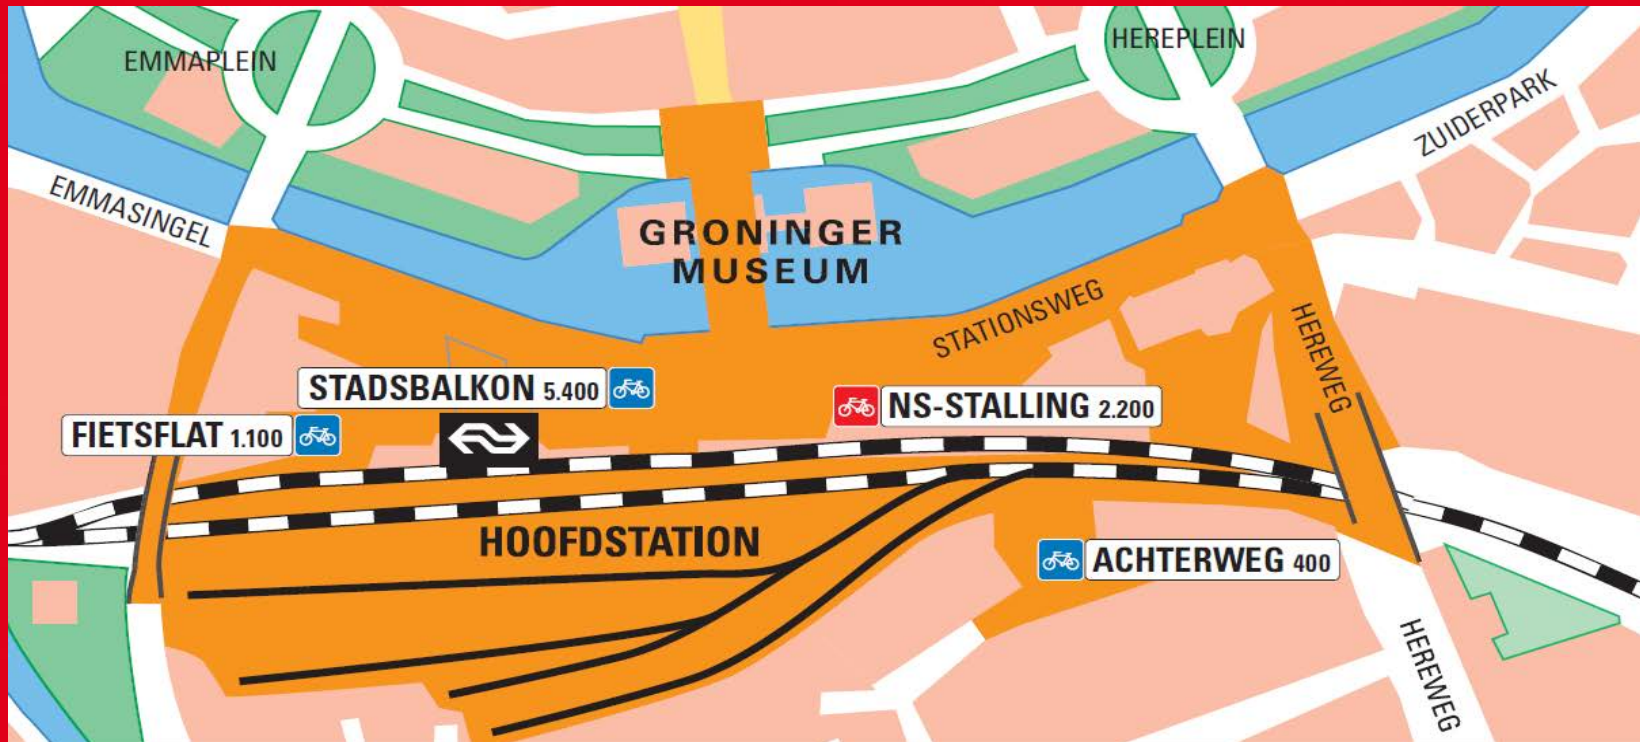 EMMAPLEIN
HEREPLEIN
ZUIDERPARK
EMMASINGEL
GRONINGER
MUSEUM
STATIONSWEG
HEREWEG
STADSBALKON 5.400
NS-STALLING 2.200
FIETSFLAT 1.100
HOOFDSTATION
ACHTERWEG 400
HEREWEG